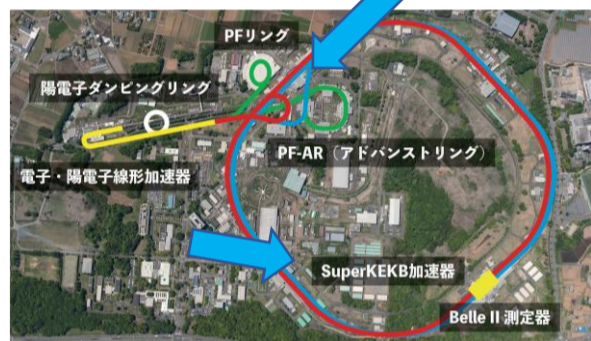 PFリング
陽電子ダンピングリング
PF-AR（アドバンストリング）
電子・陽電子線形加速器
SuperKEKB加速器
Belle II 測定器